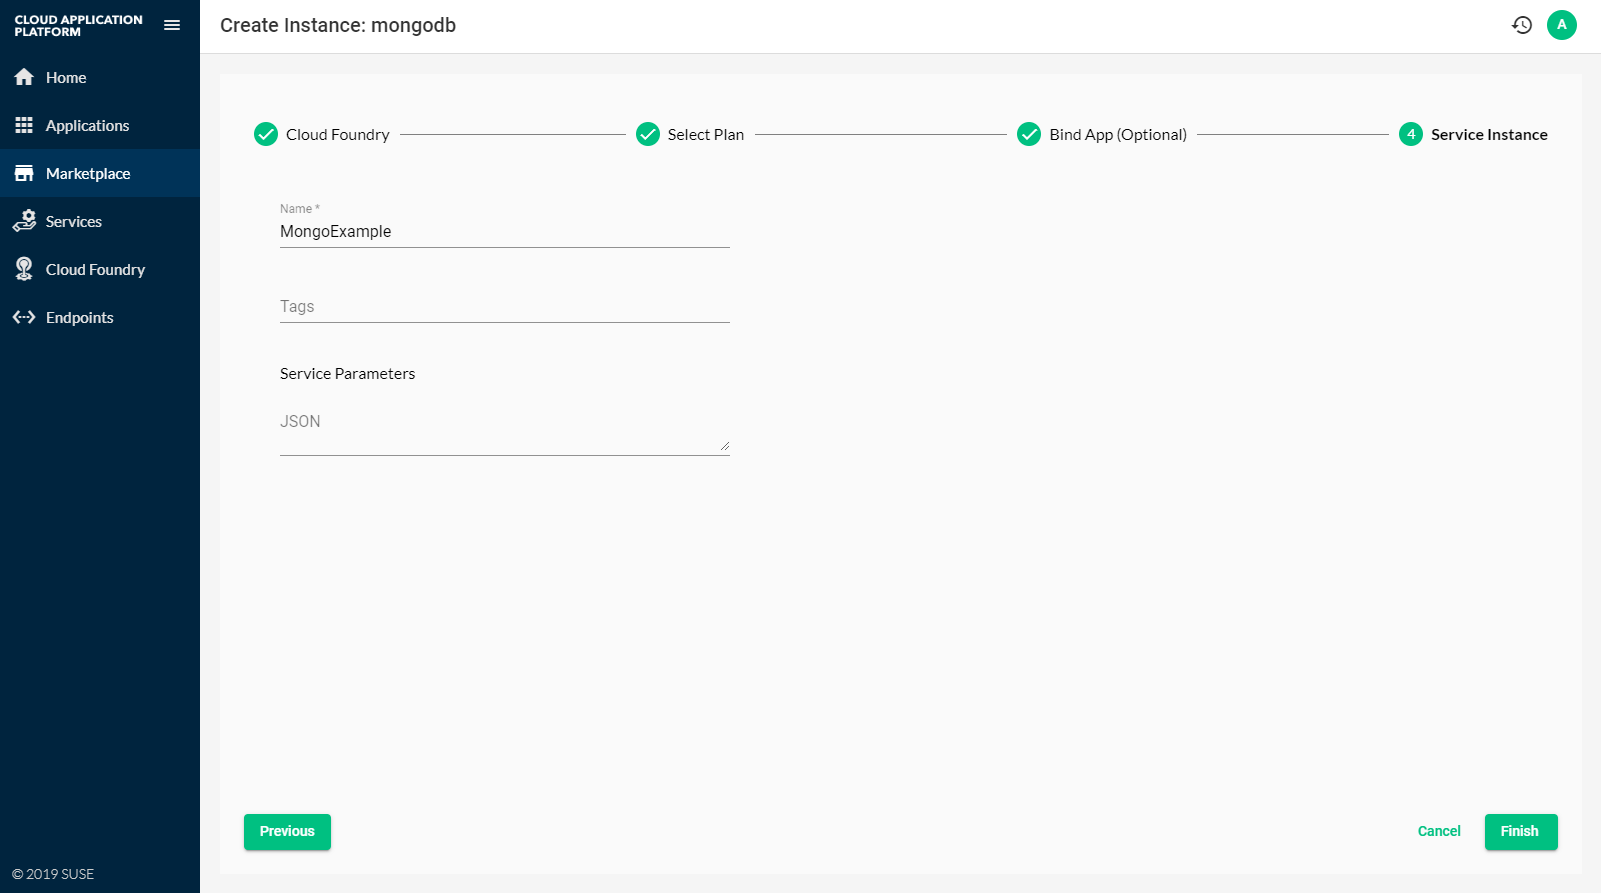 CLOUD APPLICATION
PLATFORM
Create Instance: mongodb
A
Home
Applications
Marketplace
Services
Cloud Foundry
Endpoints
Cloud Foundry
Select Plan
Bind App (Optional)
4 Service Instance
Name *
MongoExample
Tags
Service Parameters
JSON
Previous
Cancel
Finish
© 2019 SUSE